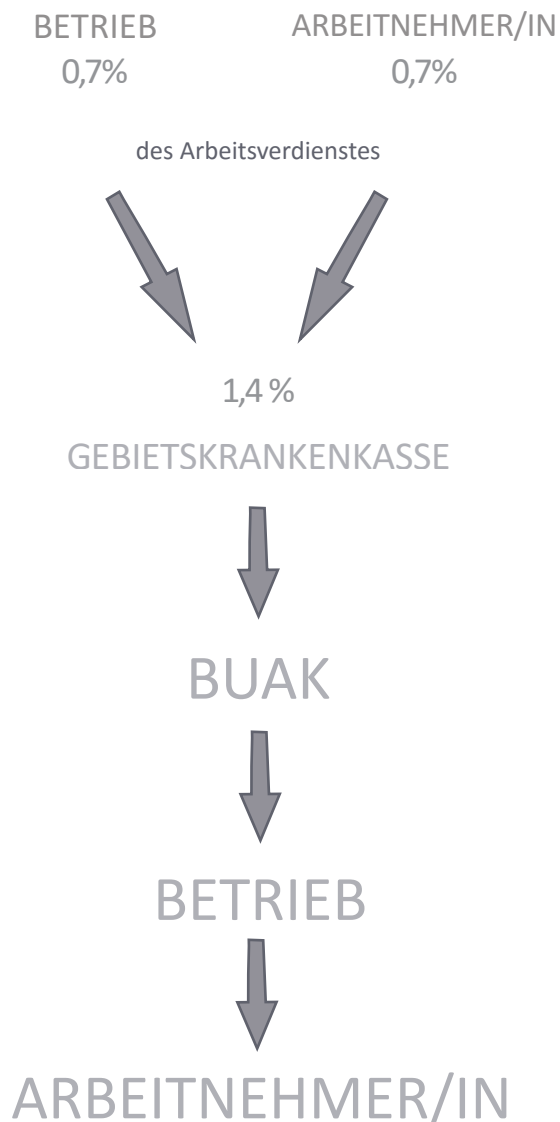 BETRIEB ARBEITNEHMER/IN
0,7% 0,7%
des Arbeitsverdienstes
1,4 %
GEBIETSKRANKENKASSE
BUAK
BETRIEB
ARBEITNEHMER/IN